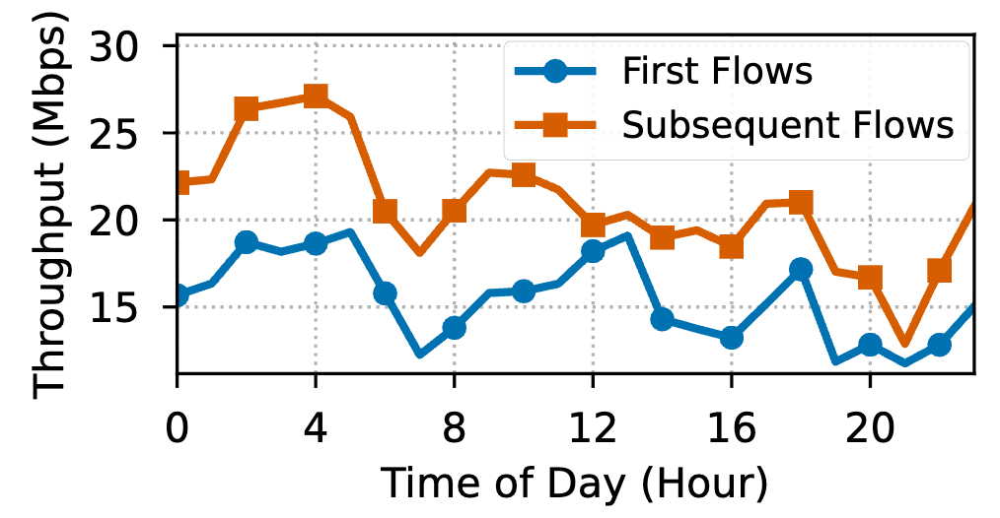 Throughput (Mbps)
30
25
20
15
First Flows
Subsequent Flows
0 4 8 12 16 20
Time of Day (Hour)